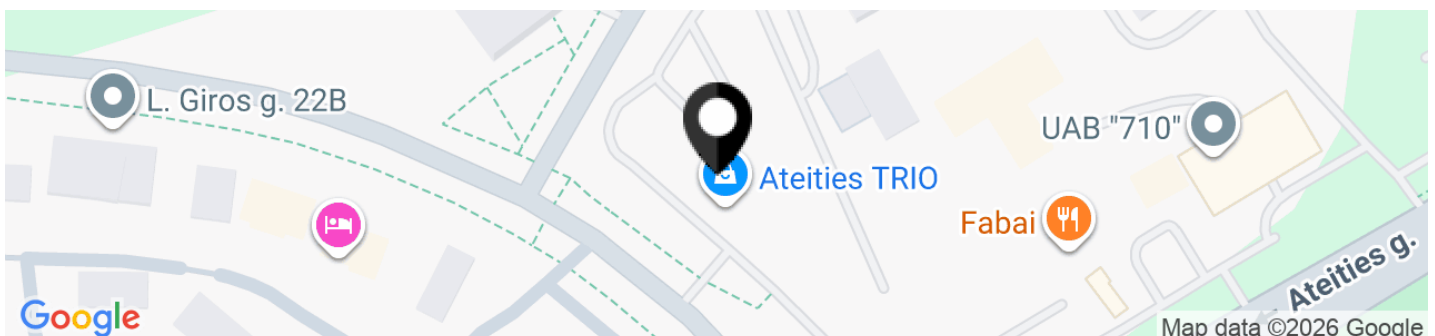 L. Giros g. 22B
UAB "710"
Ateities TRIO
Fabai
Ateities g.
Google
Map data ©2026 Google